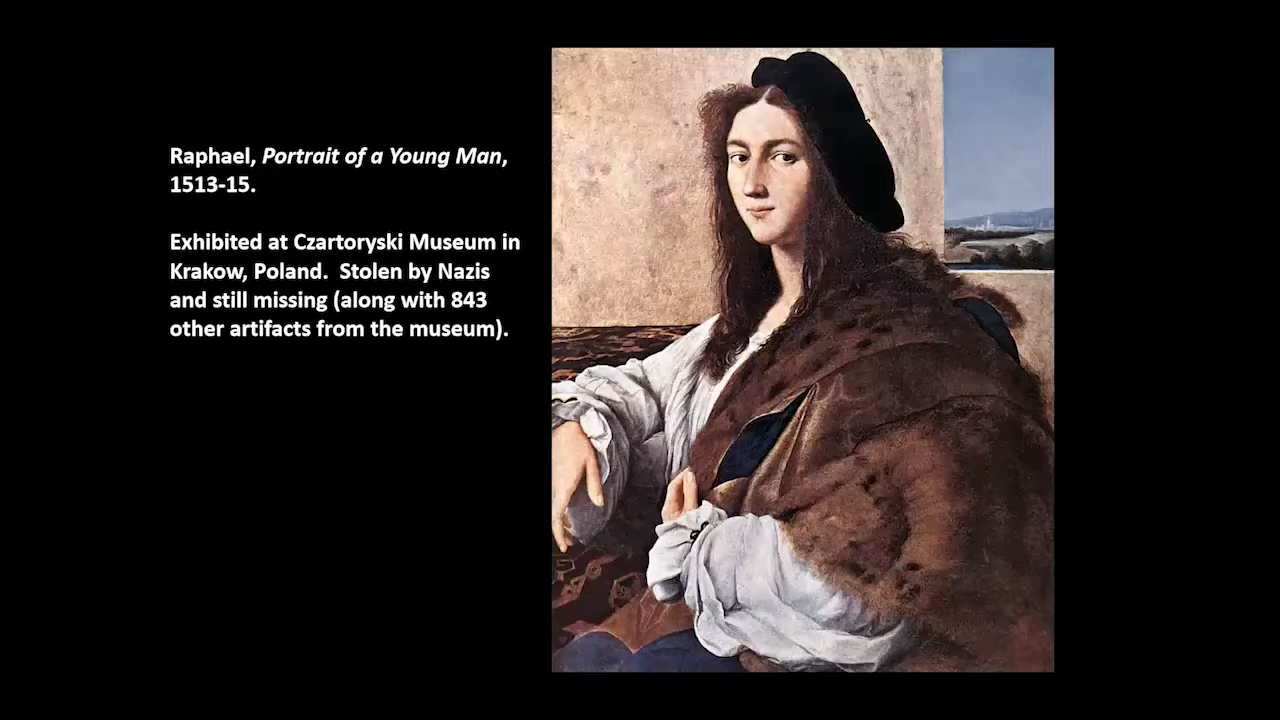 Raphael, Portrait of a Young Man,
1513-15.
Exhibited at Czartoryski Museum in
Krakow, Poland. Stolen by Nazis
and still missing (along with 843
other artifacts from the museum).